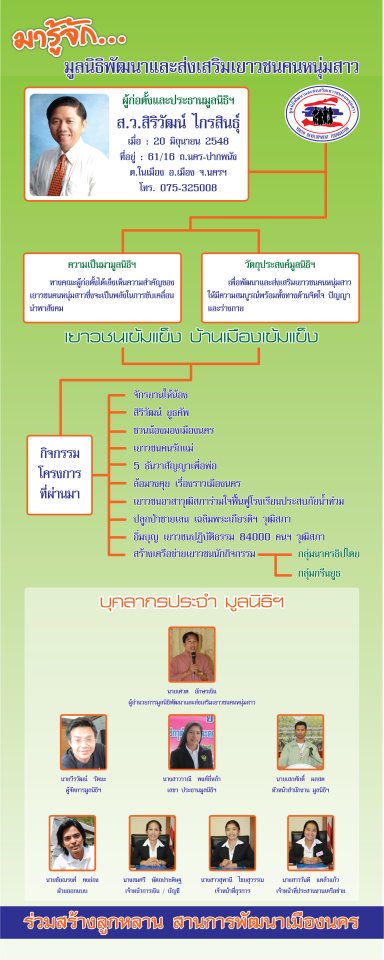 มารู้จัก...
มูลนิธิพัฒนาและส่งเสริมเยาวชนคนหนุ่มสาว
ผู้ก่อตั้งและประธานมูลนิธิฯ
ส.ว.สิริวัฒน์ ไกรสินธุ์
เมื่อ : 20 มิถุนายน 2548
ที่อยู่ : 61/16 ถ.นคร-ปากพนัง
ต.ในเมือง อ.เมือง จ.นครฯ
โทร. 075-325008
YOUTH DEVELOPMENT FOUNDATION
ความเป็นมามูลนิธิฯ
ทางคณะผู้ก่อตั้งได้เล็งเห็นความสำคัญของ
เยาวชนคนหนุ่มสาวซึ่งจะเป็นพลังในการขับเคลื่อน
นำพาสังคม
วัตถุประสงค์มูลนิธิฯ
เพื่อพัฒนาและส่งเสริมเยาวชนคนหนุ่มสาว
ให้มีความสมบูรณ์พร้อมทั้งทางด้านจิตใจ ปัญญา
และร่างกาย
เยาวชนเข้มแข็ง บ้านเมืองเข้มแข็ง
กิจกรรม
โครงการ
ที่ผ่านมา
จักรยานให้น้อง
สิริวัฒน์ ยูธคัพ
ชวนน้องมองเมืองนคร
เยาวชนคนรักแม่
5 ธันวาสัญญาเพื่อพ่อ
ล้อมวงคุย เรื่องราวเมืองนคร
เยาวชนอาสาวุฒิสภาร่วมใจฟื้นฟูโรงเรียนประสบภัยน้ำท่วม
ปลูกป่าชายเลน เฉลิมพระเกียรติฯ วุฒิสภา
อิ่มบุญ เยาวชนปฏิบัติธรรม 84000 คนฯ วุฒิสภา
สร้างเครือข่ายเยาวชนนักกิจกรรม
กลุ่มนาครธิปไตย
กลุ่มกรีนยูธ
บุคลากรประจำ มูลนิธิฯ
ผู้อำนวยการมูลนิธิพัฒนาและส่งเสริมเยาวชนคนหนุ่มสาว
นายวีรวัฒน์ รัตนะ
ผู้จัดการมูลนิธิฯ
เลขา ประธานมูลนิธิฯ
หัวหน้าสำนักงาน มูลนิธิฯ
ฝ่ายออกแบบ
เจ้าหน้าที่การเงิน / บัญชี
นางสาวสุพาณี ไชยสุวรรณ
เจ้าหน้าที่ธุรการ
นางสาววันดี แคล้วแก้ว
เจ้าหน้าที่ประสานงานเครือข่าย
ร่วมสร้างลูกหลาน สานการพัฒนาเมืองนคร